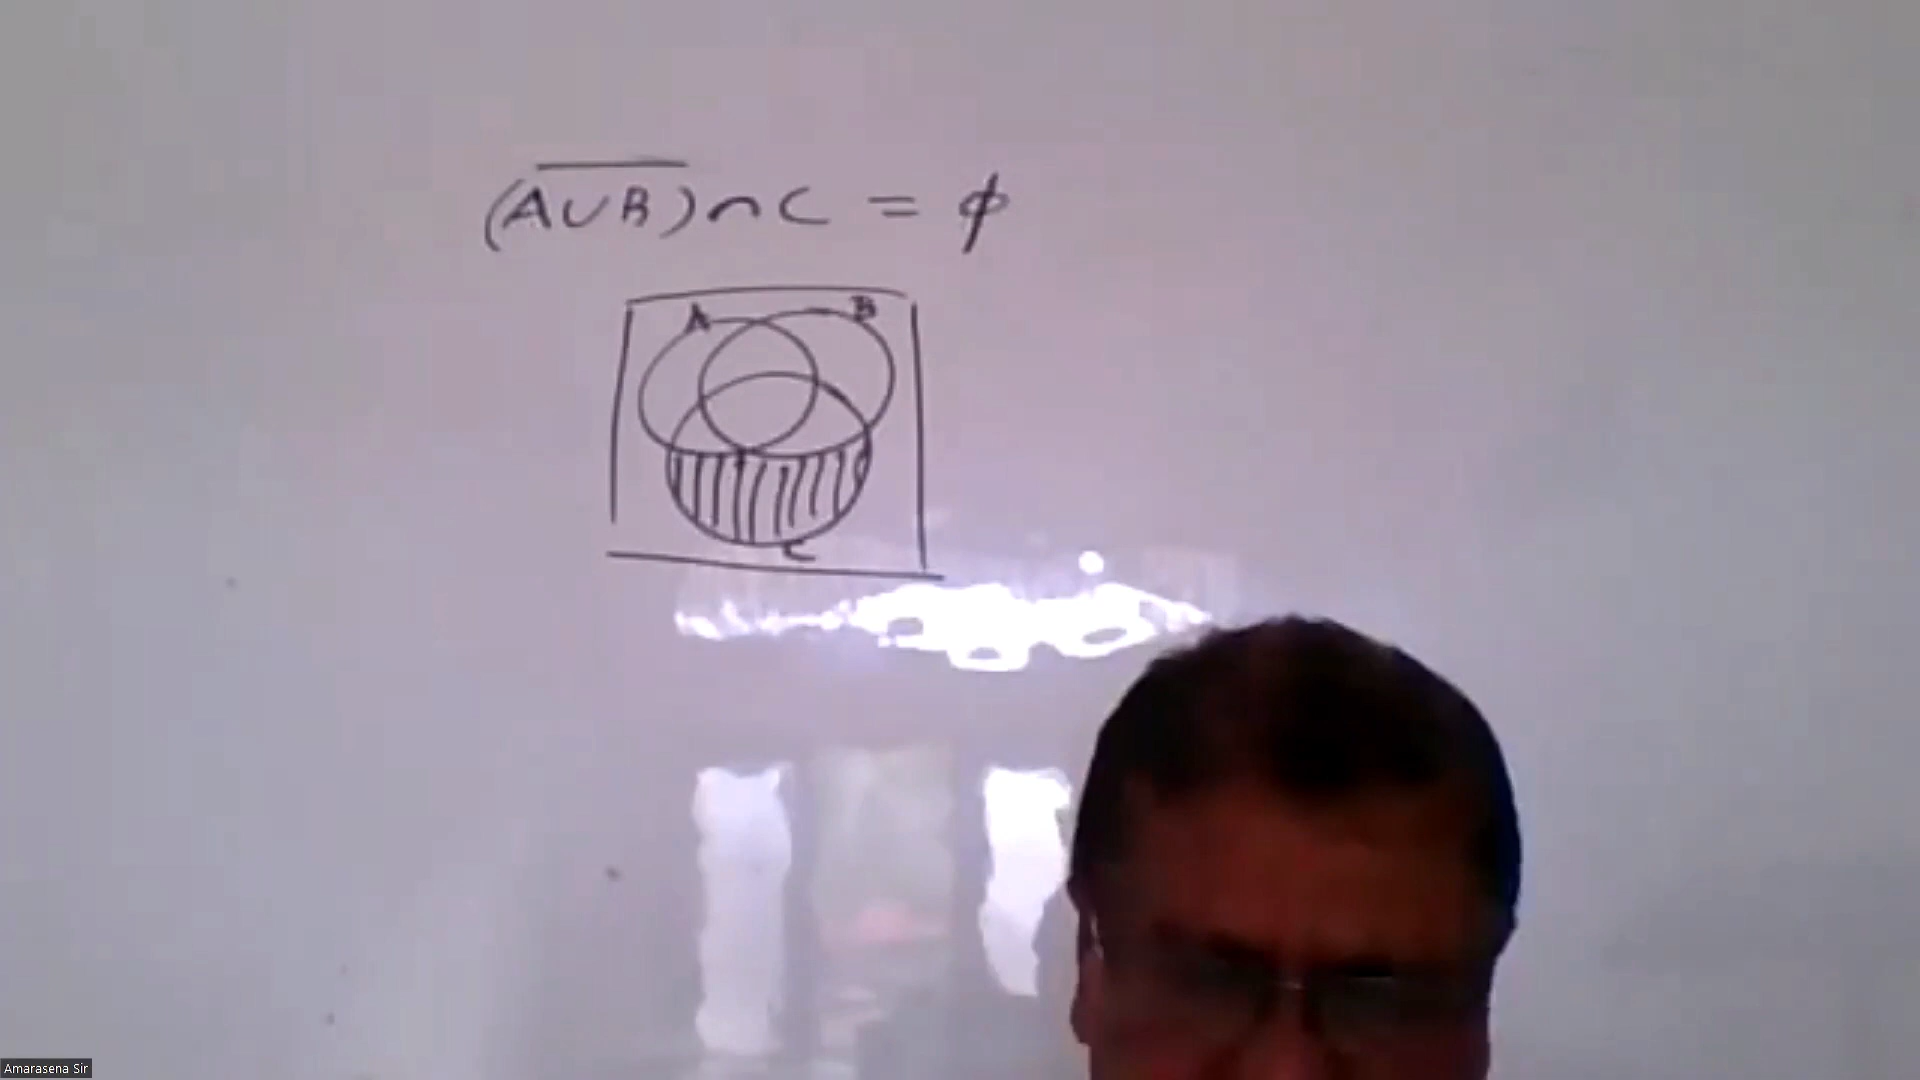 (A̅∪̅B̅)∩C = ϕ
A B
C
Amarasena Sir